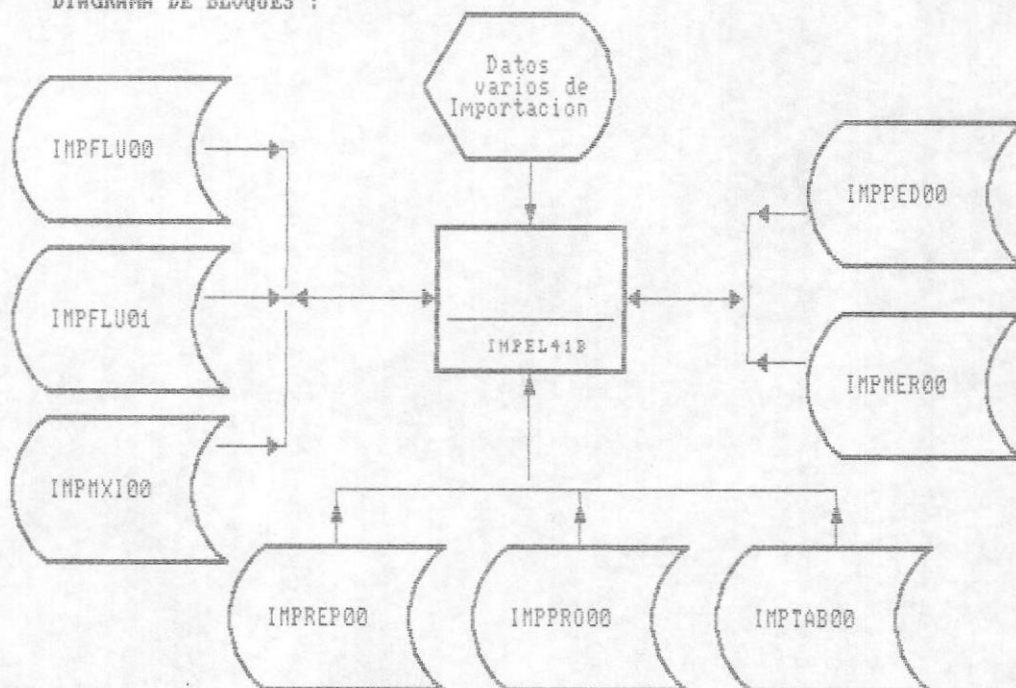 DIAGRAMA DE BLOQUES :
Datos
varios de
Importacion
IMPFLU00
IMPPED00
IMPFLU01
IMPEL41B
IMPMER00
IMPMXI00
IMPREP00
IMPPRO00
IMPTAB00